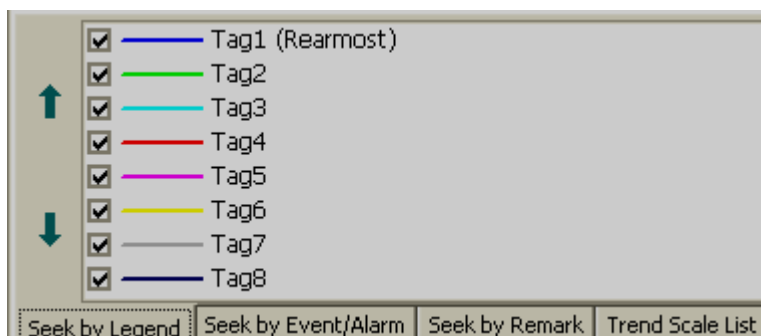 Tag1 (Rearmost)
Tag2
Tag3
Tag4
Tag5
Tag6
Tag7
Tag8
Seek by Legend Seek by Event/Alarm Seek by Remark Trend Scale List